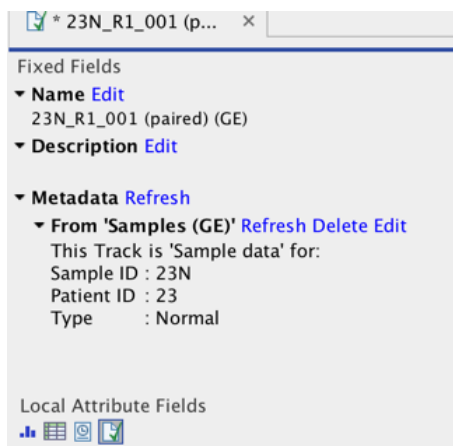 * 23N_R1_001 (p... ×
Fixed Fields
Name Edit
23N_R1_001 (paired) (GE)
Description Edit
Metadata Refresh
From 'Samples (GE)' Refresh Delete Edit
This Track is 'Sample data' for:
Sample ID : 23N
Patient ID : 23
Type : Normal
Local Attribute Fields